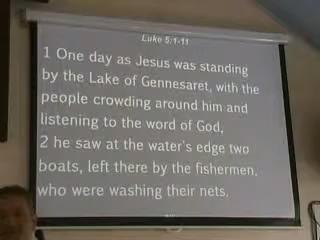 Luke 5:1-11
1 One day as Jesus was standing
by the Lake of Gennesaret, with the
people crowding around him and
listening to the word of God,
2 he saw at the water's edge two
boats, left there by the fishermen,
who were washing their nets.